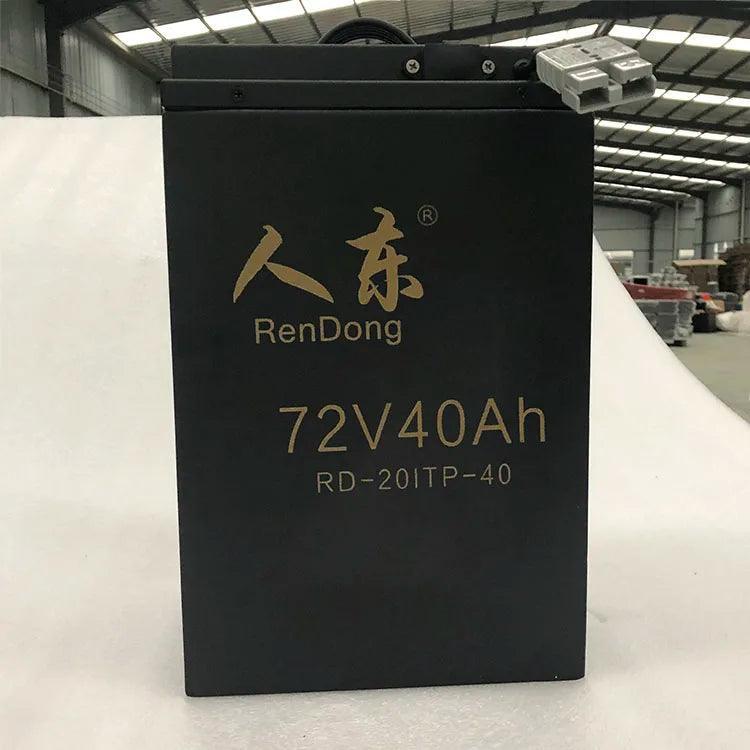 人东®
RenDong
72V40Ah
RD-20ITP-40